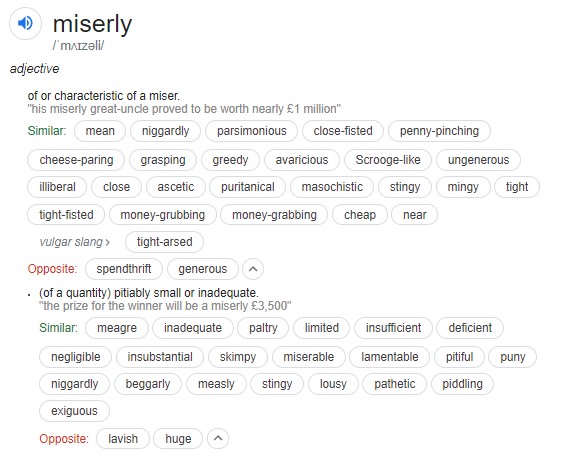 miserly
/ˈmʌɪzəli/
adjective
of or characteristic of a miser.
"his miserly great-uncle proved to be worth nearly £1 million"
Similar: mean niggardly parsimonious close-fisted penny-pinching
cheese-paring grasping greedy avaricious Scrooge-like ungenerous
illiberal close ascetic puritanical masochistic stingy mingy tight
tight-fisted money-grubbing money-grabbing cheap near
vulgar slang › tight-arsed
Opposite: spendthrift generous
• (of a quantity) pitiably small or inadequate.
"the prize for the winner will be a miserly £3,500"
Similar: meagre inadequate paltry limited insufficient deficient
negligible insubstantial skimpy miserable lamentable pitiful puny
niggardly beggarly measly stingy lousy pathetic piddling
exiguous
Opposite: lavish huge